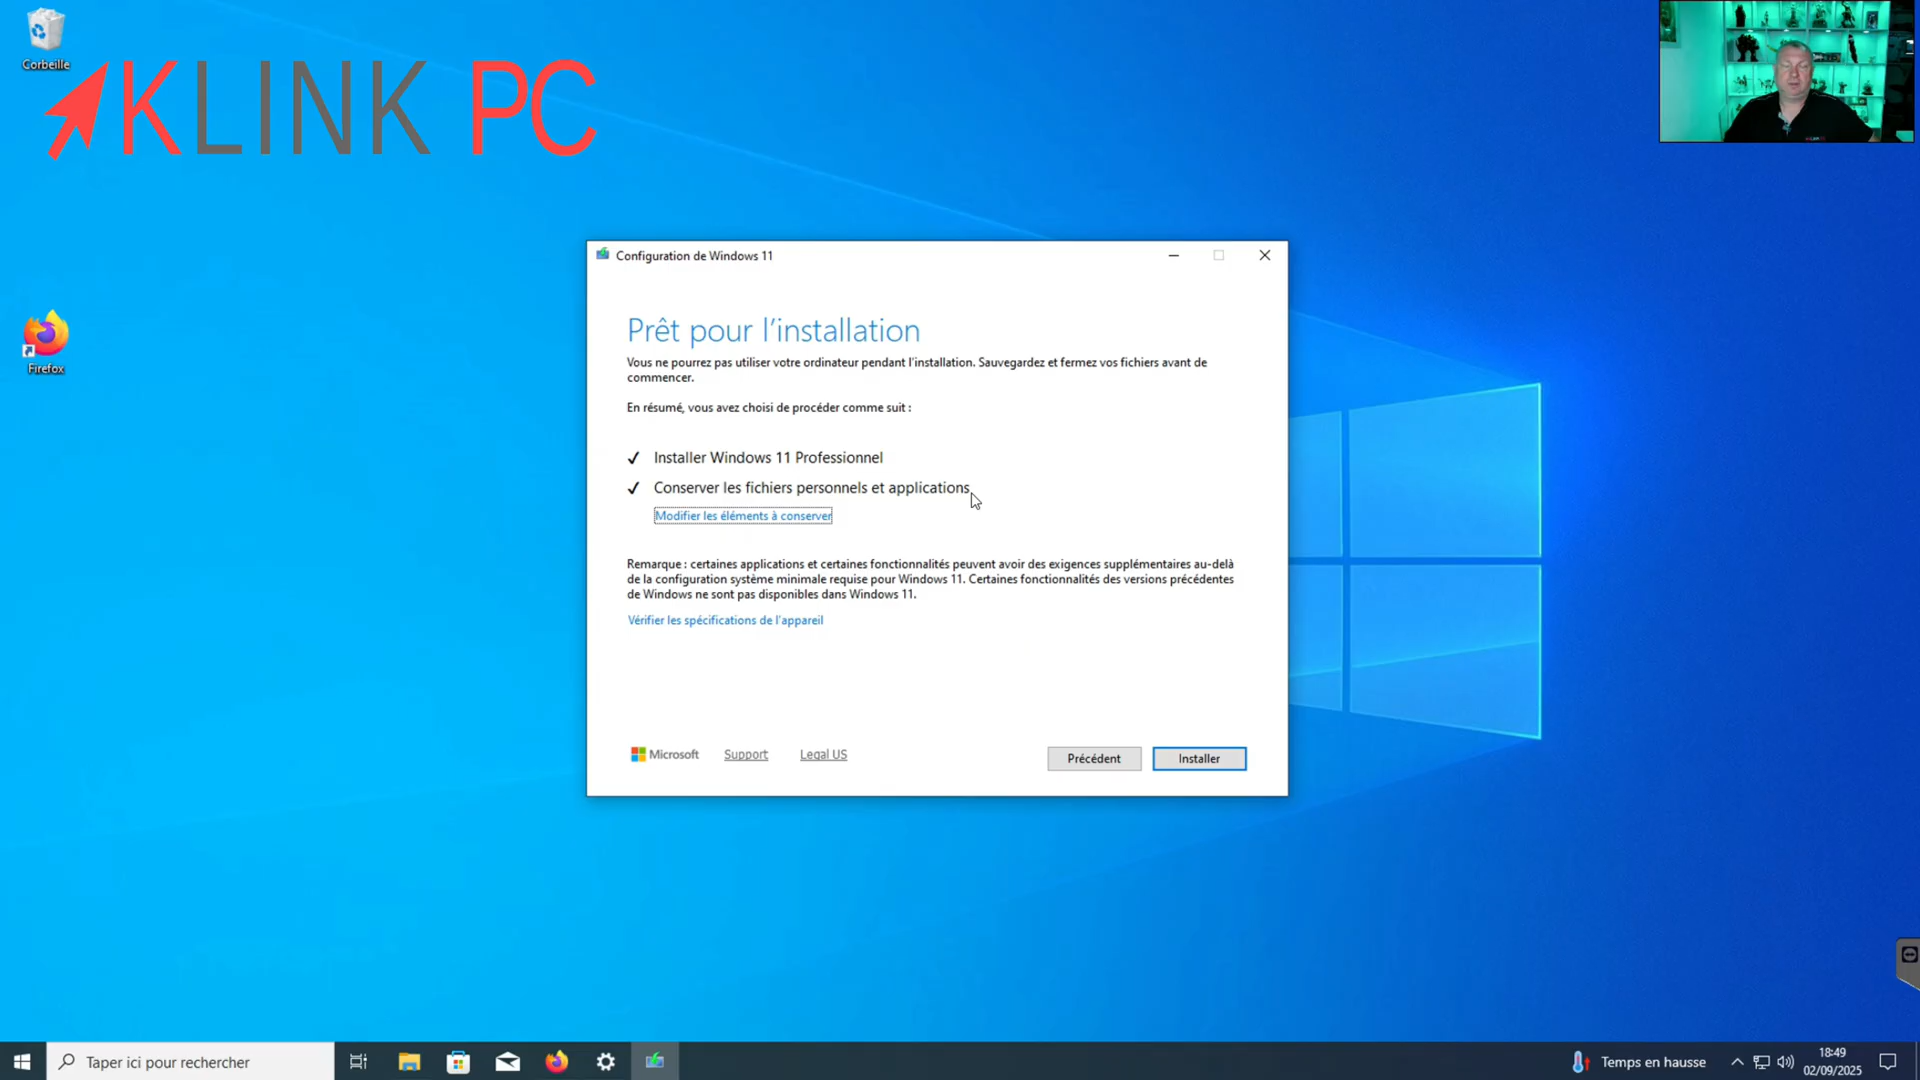 Corbeille
KLINK PC
Configuration de Windows 11
Prêt pour l'installation
Vous ne pourrez pas utiliser votre ordinateur pendant l'installation. Sauvegardez et fermez vos fichiers avant de
commencer.
En résumé, vous avez choisi de procéder comme suit :
Installer Windows 11 Professionnel
Conserver les fichiers personnels et applications
Modifier les éléments à conserver
Remarque : certaines applications et certaines fonctionnalités peuvent avoir des exigences supplémentaires au-delà
de la configuration système minimale requise pour Windows 11. Certaines fonctionnalités des versions précédentes
de Windows ne sont pas disponibles dans Windows 11.
Vérifier les spécifications de l'appareil
Microsoft Support Legal US
Précédent Installer
Firefox
Taper ici pour rechercher
Temps en hausse
18:49
02/09/2025